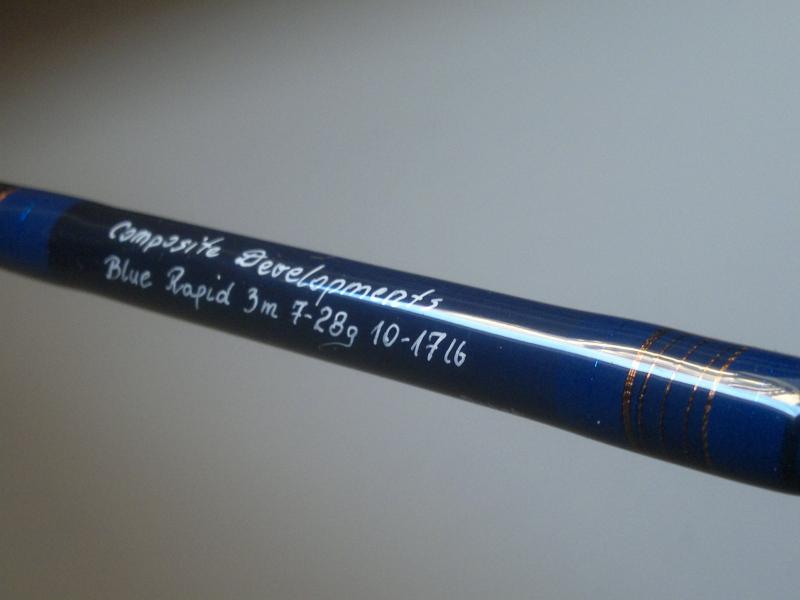 Composite Developments
Blue Rapid 3m 7-28g 10-17lb